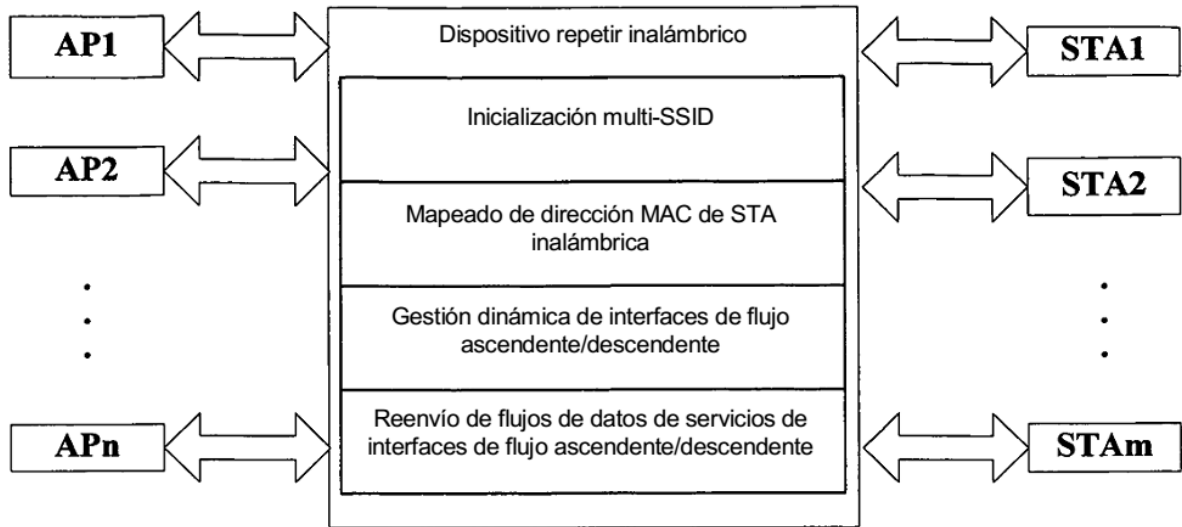 AP1
AP2
APn
Dispositivo repetir inalámbrico
Inicialización multi-SSID
Mapeado de dirección MAC de STA
inalámbrica
Gestión dinámica de interfaces de flujo
ascendente/descendente
Reenvío de flujos de datos de servicios de
interfaces de flujo ascendente/descendente
STA1
STA2
STAm